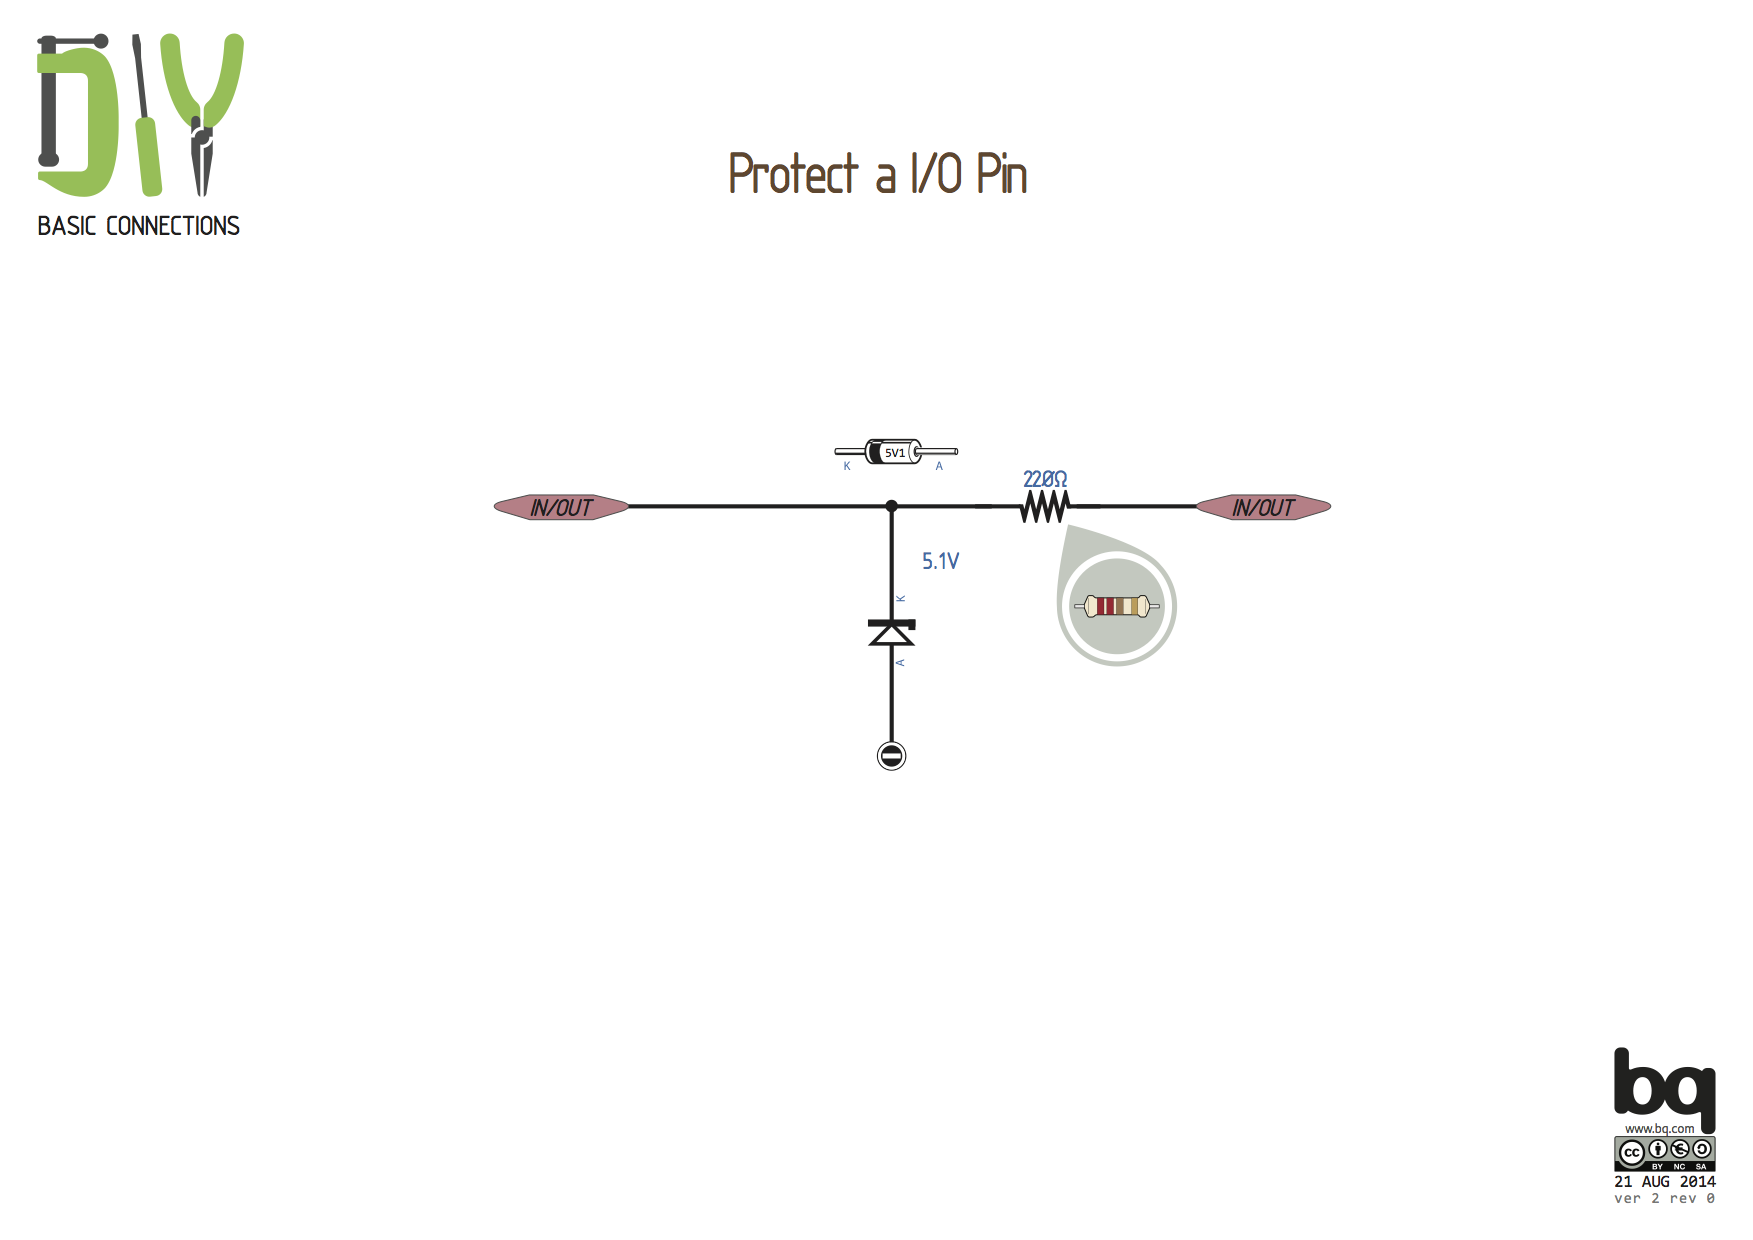 DIY
BASIC CONNECTIONS
Protect a I/O Pin
5V1
K
A
220Ω
IN/OUT
IN/OUT
5.1V
K
A
bq
www.bq.com
cc
BY NC SA
21 AUG 2014
ver 2 rev 0